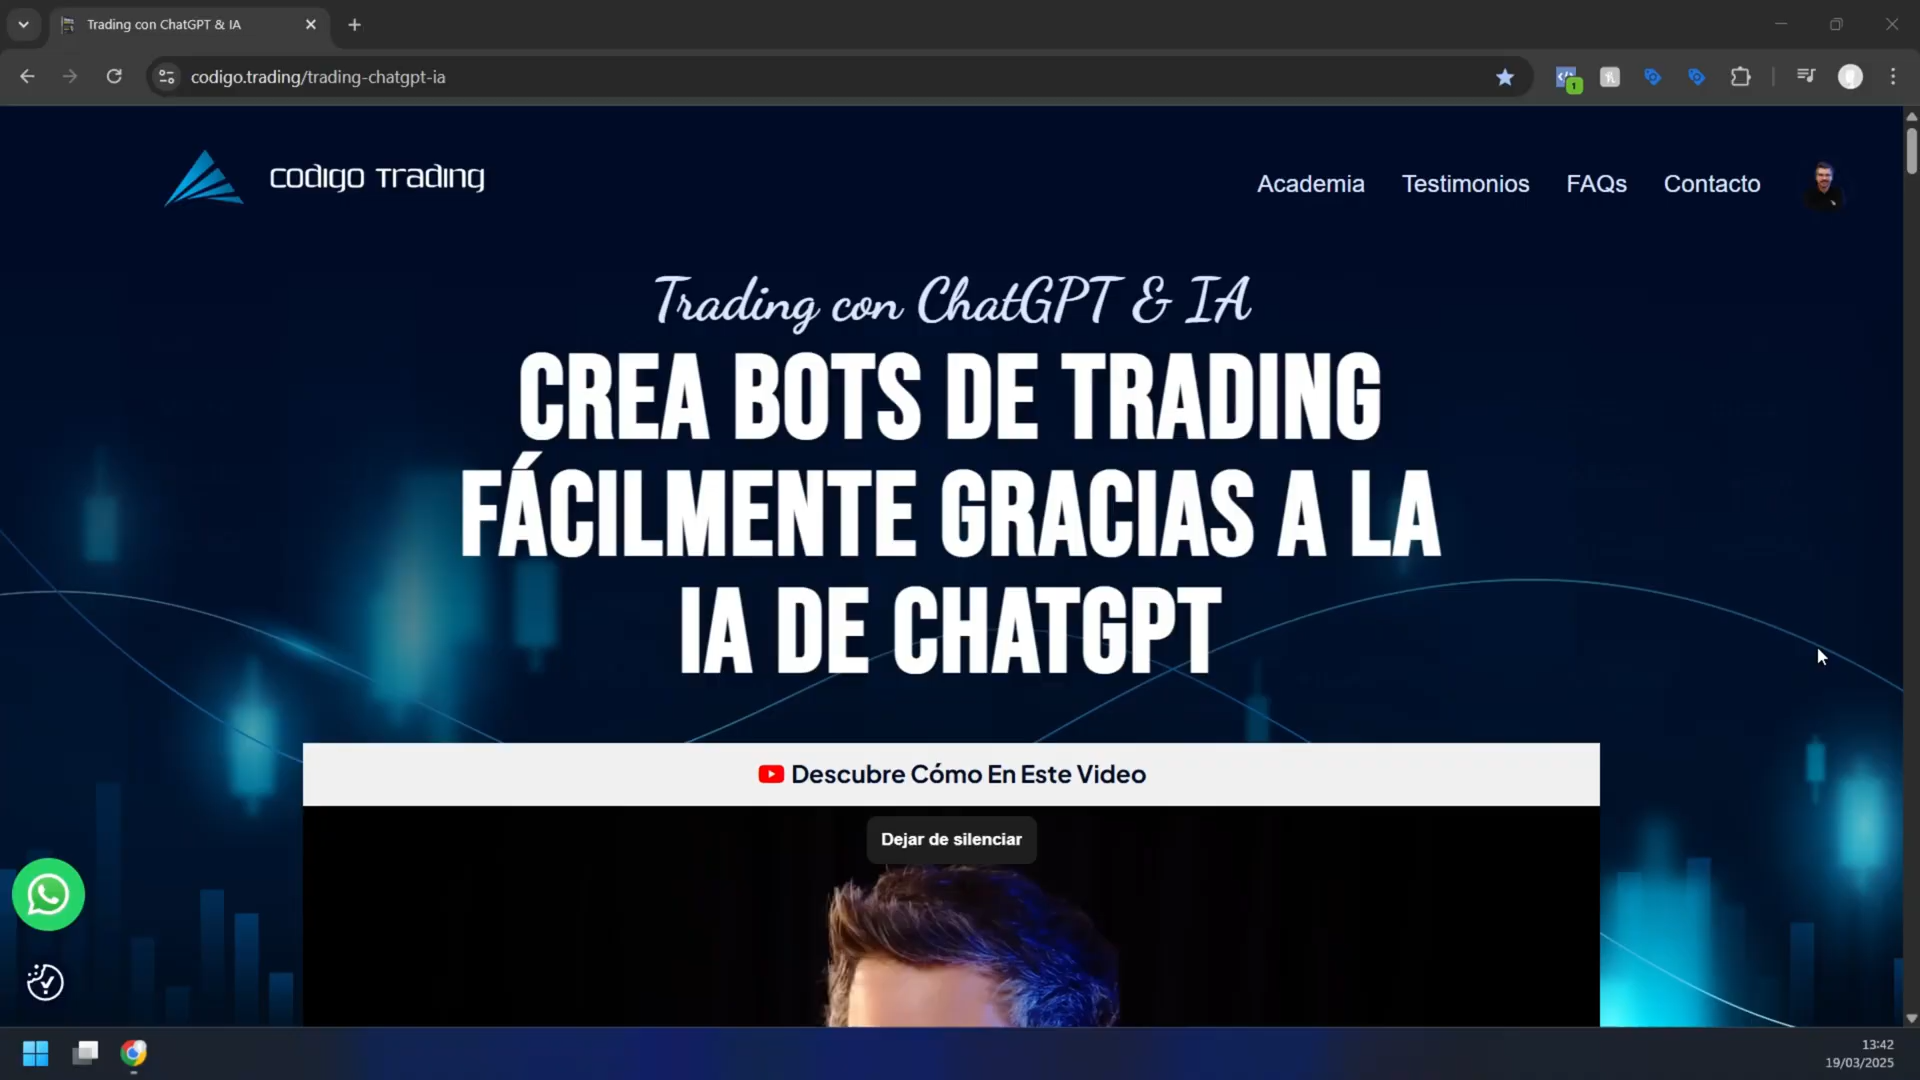 Trading con ChatGPT & IA
codigo.trading/trading-chatgpt-ia
1
codigo trading
Academia
Testimonios
FAQs
Contacto
Trading con ChatGPT & IA
CREA BOTS DE TRADING
FÁCILMENTE GRACIAS A LA
IA DE CHATGPT
Descubre Cómo En Este Video
Dejar de silenciar
13:42
19/03/2025